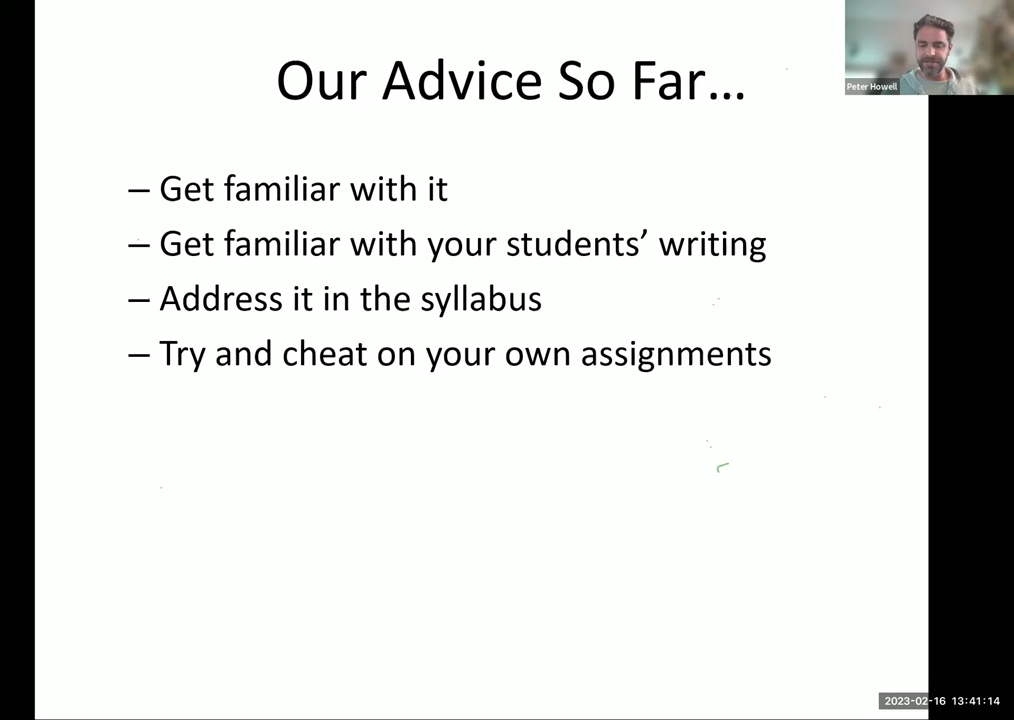 Our Advice So Far...
Peter Howell
– Get familiar with it
– Get familiar with your students’ writing
– Address it in the syllabus
– Try and cheat on your own assignments
2023-02-16 13:41:14